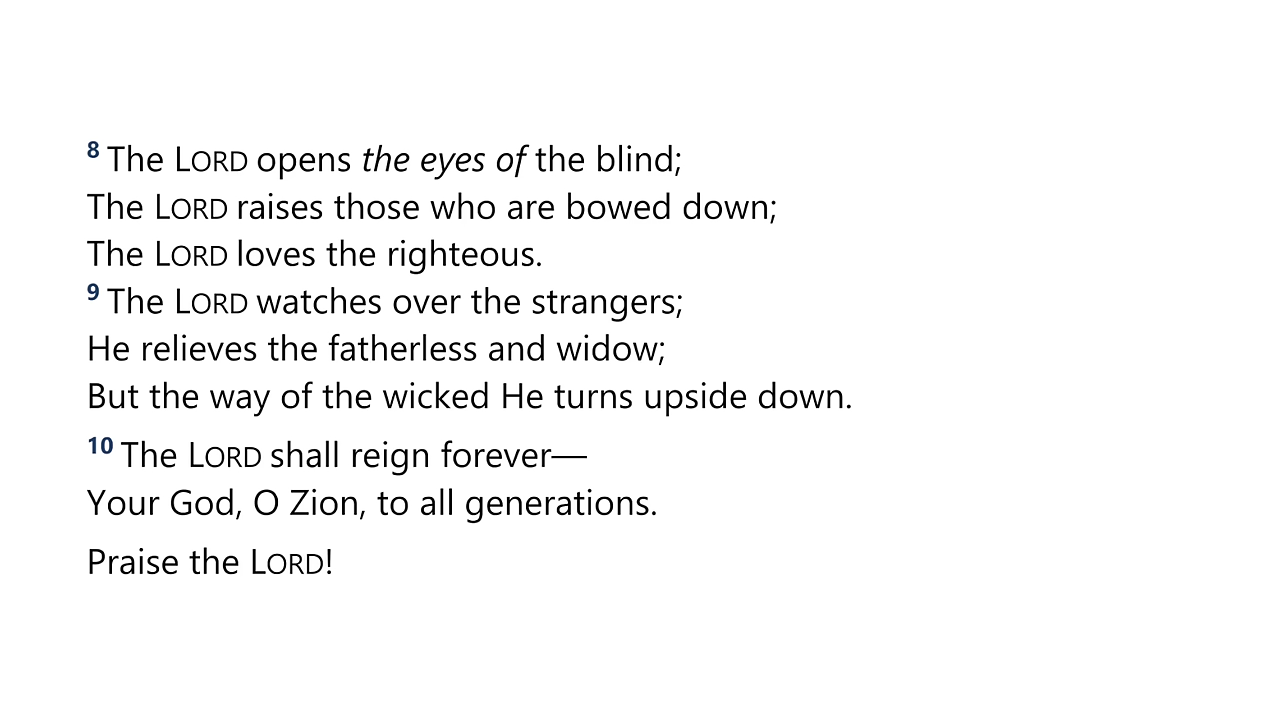 8 The LORD opens the eyes of the blind;
The LORD raises those who are bowed down;
The LORD loves the righteous.
9 The LORD watches over the strangers;
He relieves the fatherless and widow;
But the way of the wicked He turns upside down.
10 The LORD shall reign forever—
Your God, O Zion, to all generations.
Praise the LORD!